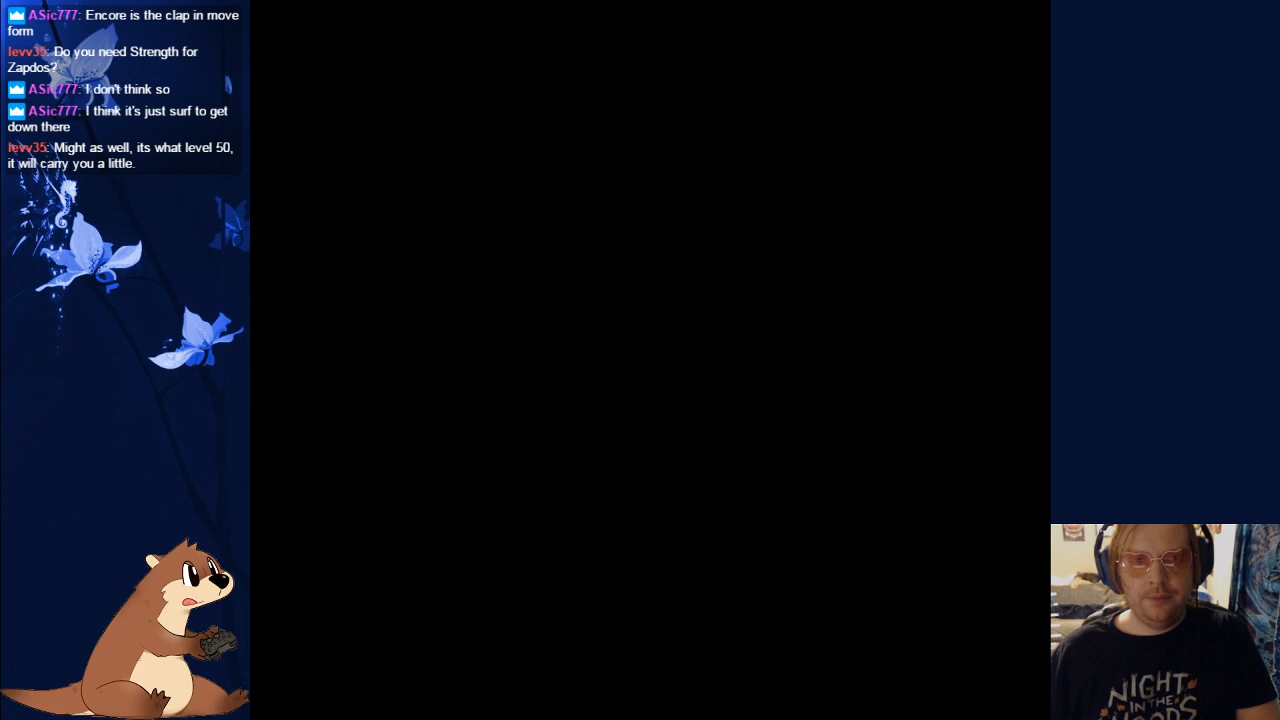 ASic777: Encore is the clap in move
form
levv35: Do you need Strength for
Zapdos?
ASic777: I don't think so
ASic777: I think it's just surf to get
down there
levv35: Might as well, its what level 50,
it will carry you a little.
NIGHT
IN THE
WOODS